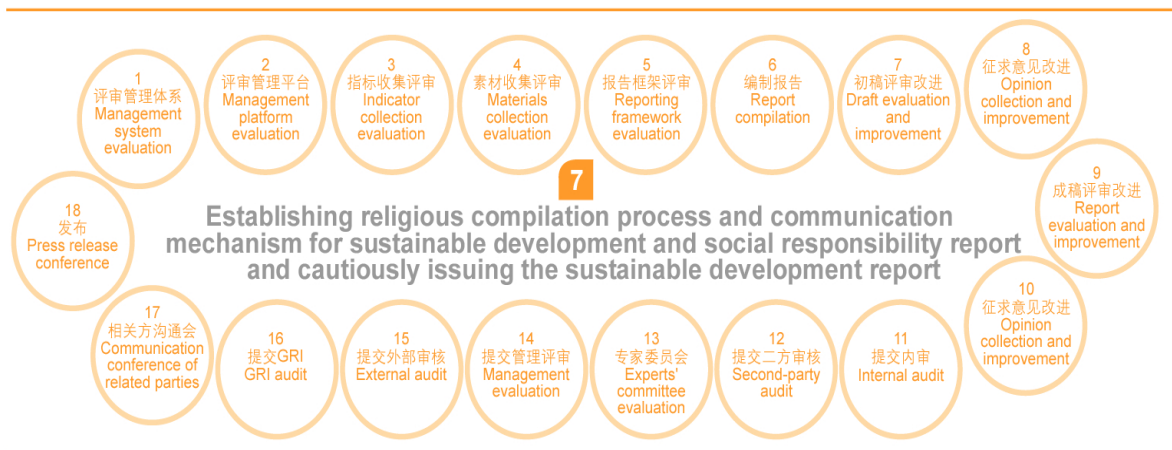 1
评审管理体系
Management
system
evaluation
2
评审管理平台
Management
platform
evaluation
3
指标收集评审
Indicator
collection
evaluation
4
素材收集评审
Materials
collection
evaluation
5
报告框架评审
Reporting
framework
evaluation
6
编制报告
Report
compilation
7
初稿评审改进
Draft evaluation
and
improvement
8
征求意见改进
Opinion
collection and
improvement
9
成稿评审改进
Report
evaluation and
improvement
10
征求意见改进
Opinion
collection and
improvement
11
提交内审
Internal audit
12
提交二方审核
Second-party
audit
13
专家委员会
Experts'
committee
evaluation
14
提交管理评审
Management
evaluation
15
提交外部审核
External audit
16
提交GRI
GRI audit
17
相关方沟通会
Communication
conference of
related parties
18
发布
Press release
conference
7
Establishing religious compilation process and communication
mechanism for sustainable development and social responsibility report
and cautiously issuing the sustainable development report